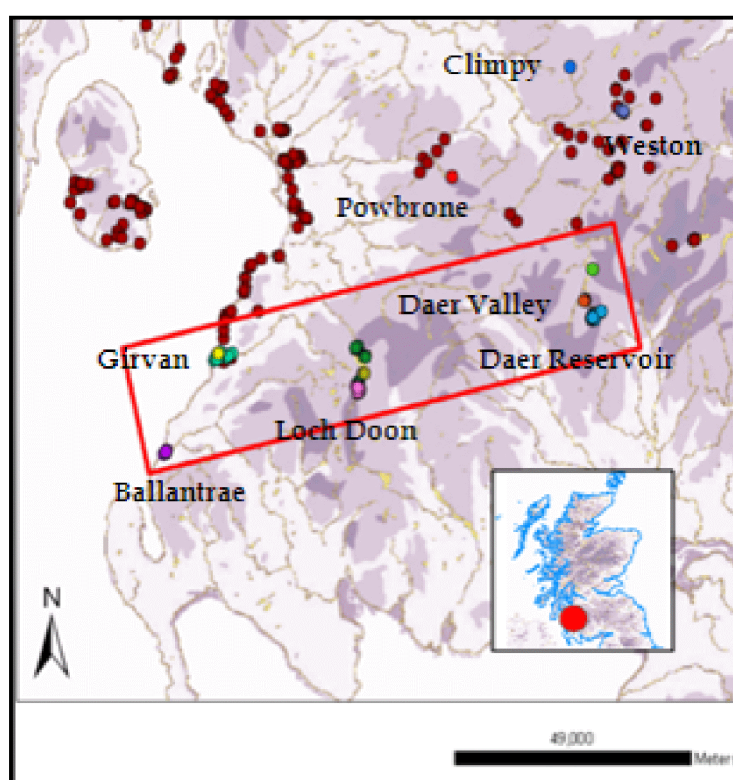 Climpy
Weston
Powbrone
Daer Valley
Girvan
Daer Reservoir
Loch Doon
Ballantrae
N
49,000
Meter